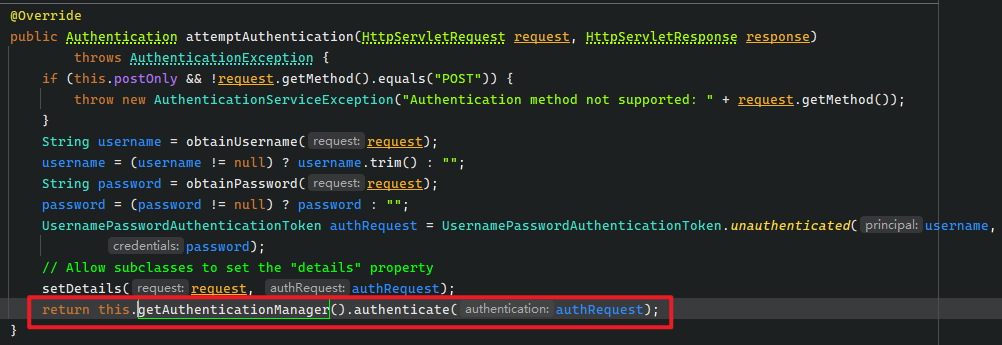 @Override
public Authentication attemptAuthentication(HttpServletRequest request, HttpServletResponse response)
        throws AuthenticationException {
    if (this.postOnly && !request.getMethod().equals("POST")) {
        throw new AuthenticationServiceException("Authentication method not supported: " + request.getMethod());
    }
    String username = obtainUsername( request: request);
    username = (username != null) ? username.trim() : "";
    String password = obtainPassword( request: request);
    password = (password != null) ? password : "";
    UsernamePasswordAuthenticationToken authRequest = UsernamePasswordAuthenticationToken.unauthenticated( principal: username,
            credentials: password);
    // Allow subclasses to set the "details" property
    setDetails( request: request, authRequest: authRequest);
    return this.getAuthenticationManager().authenticate( authentication: authRequest);
}